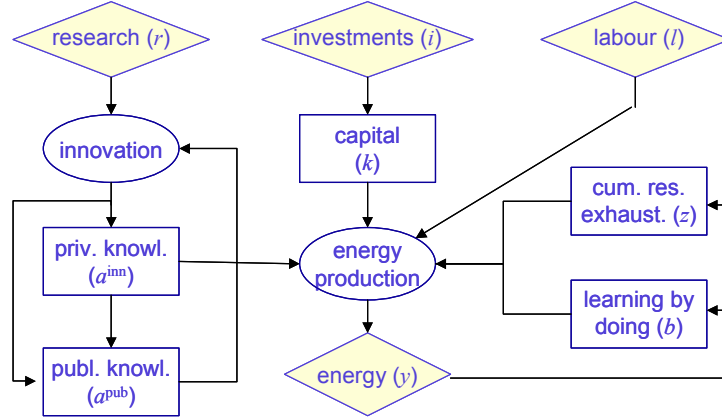 research (r)
investments (i)
labour (l)
innovation
capital
(k)
cum. res.
exhaust. (z)
priv. knowl.
(a^inn)
energy
production
learning by
doing (b)
publ. knowl.
(a^pub)
energy (y)